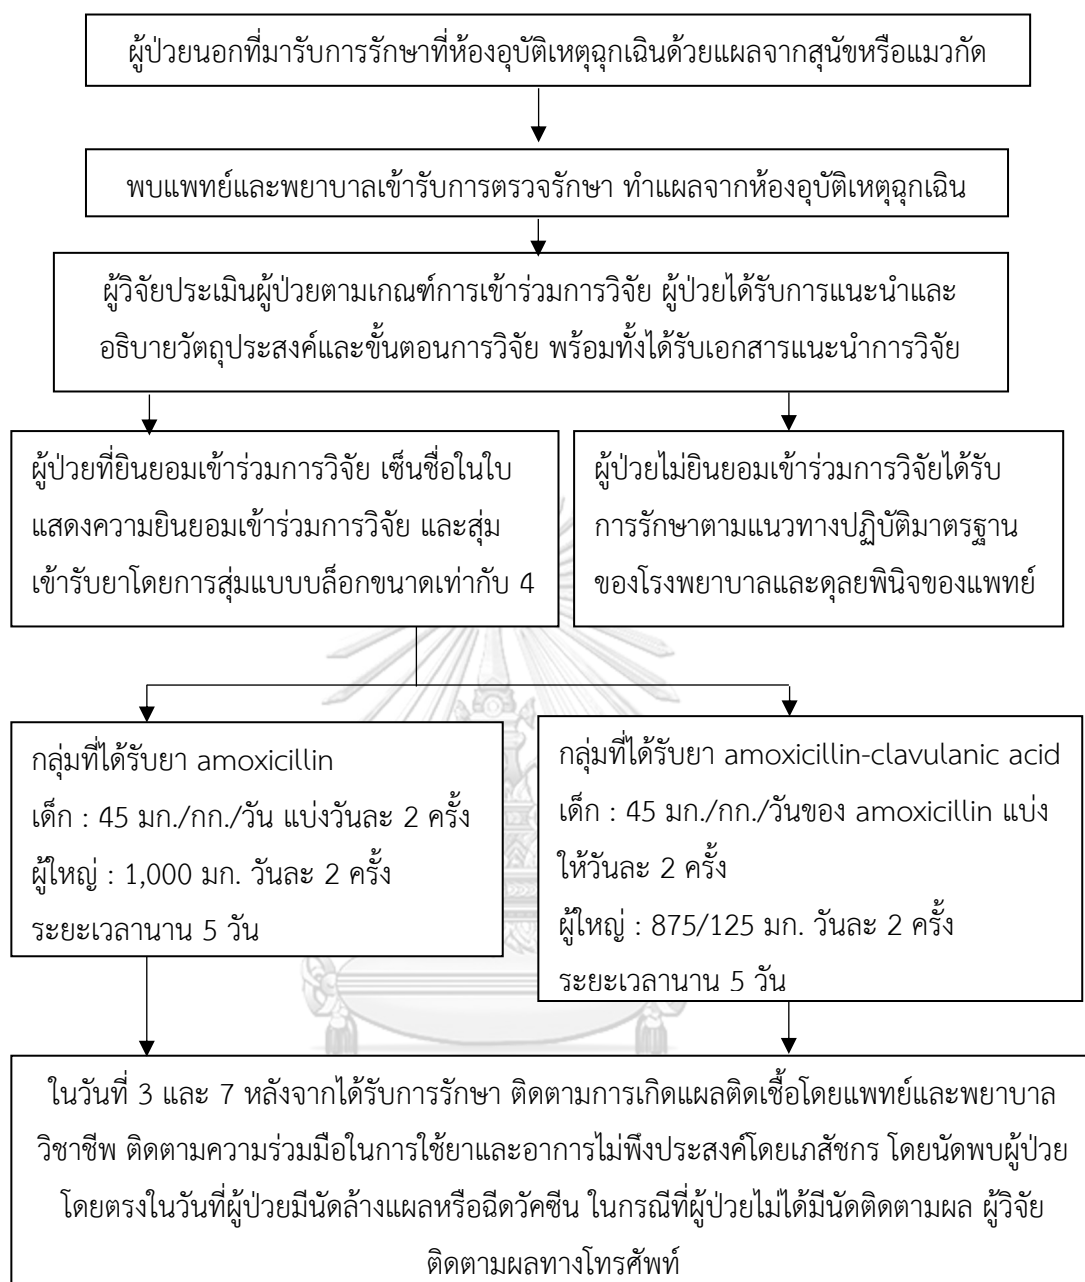 ผู้ป่วยนอกที่มารับการรักษาที่ห้องอุบัติเหตุฉุกเฉินด้วยแผลจากสุนัขหรือแมวกัด
พบแพทย์และพยาบาลเข้ารับการตรวจรักษา ทำแผลจากห้องอุบัติเหตุฉุกเฉิน
ผู้วิจัยประเมินผู้ป่วยตามเกณฑ์การเข้าร่วมการวิจัย ผู้ป่วยได้รับการแนะนำและ
อธิบายวัตถุประสงค์และขั้นตอนการวิจัย พร้อมทั้งได้รับเอกสารแนะนำการวิจัย
ผู้ป่วยที่ยินยอมเข้าร่วมการวิจัย เซ็นชื่อในใบ
แสดงความยินยอมเข้าร่วมการวิจัย และสุ่ม
เข้ารับยาโดยการสุ่มแบบบล็อกขนาดเท่ากับ 4
ผู้ป่วยไม่ยินยอมเข้าร่วมการวิจัยได้รับ
การรักษาตามแนวทางปฏิบัติมาตรฐาน
ของโรงพยาบาลและดุลยพินิจของแพทย์
กลุ่มที่ได้รับยา amoxicillin
เด็ก : 45 มก./กก./วัน แบ่งวันละ 2 ครั้ง
ผู้ใหญ่ : 1,000 มก. วันละ 2 ครั้ง
ระยะเวลานาน 5 วัน
กลุ่มที่ได้รับยา amoxicillin-clavulanic acid
เด็ก : 45 มก./กก./วันของ amoxicillin แบ่ง
ให้วันละ 2 ครั้ง
ผู้ใหญ่ : 875/125 มก. วันละ 2 ครั้ง
ระยะเวลานาน 5 วัน
ในวันที่ 3 และ 7 หลังจากได้รับการรักษา ติดตามการเกิดแผลติดเชื้อโดยแพทย์และพยาบาล
วิชาชีพ ติดตามความร่วมมือในการใช้ยาและอาการไม่พึงประสงค์โดยเภสัชกร โดยนัดพบผู้ป่วย
โดยตรงในวันที่ผู้ป่วยมีนัดล้างแผลหรือฉีดวัคซีน ในกรณีที่ผู้ป่วยไม่ได้มีนัดติดตามผล ผู้วิจัย
ติดตามผลทางโทรศัพท์